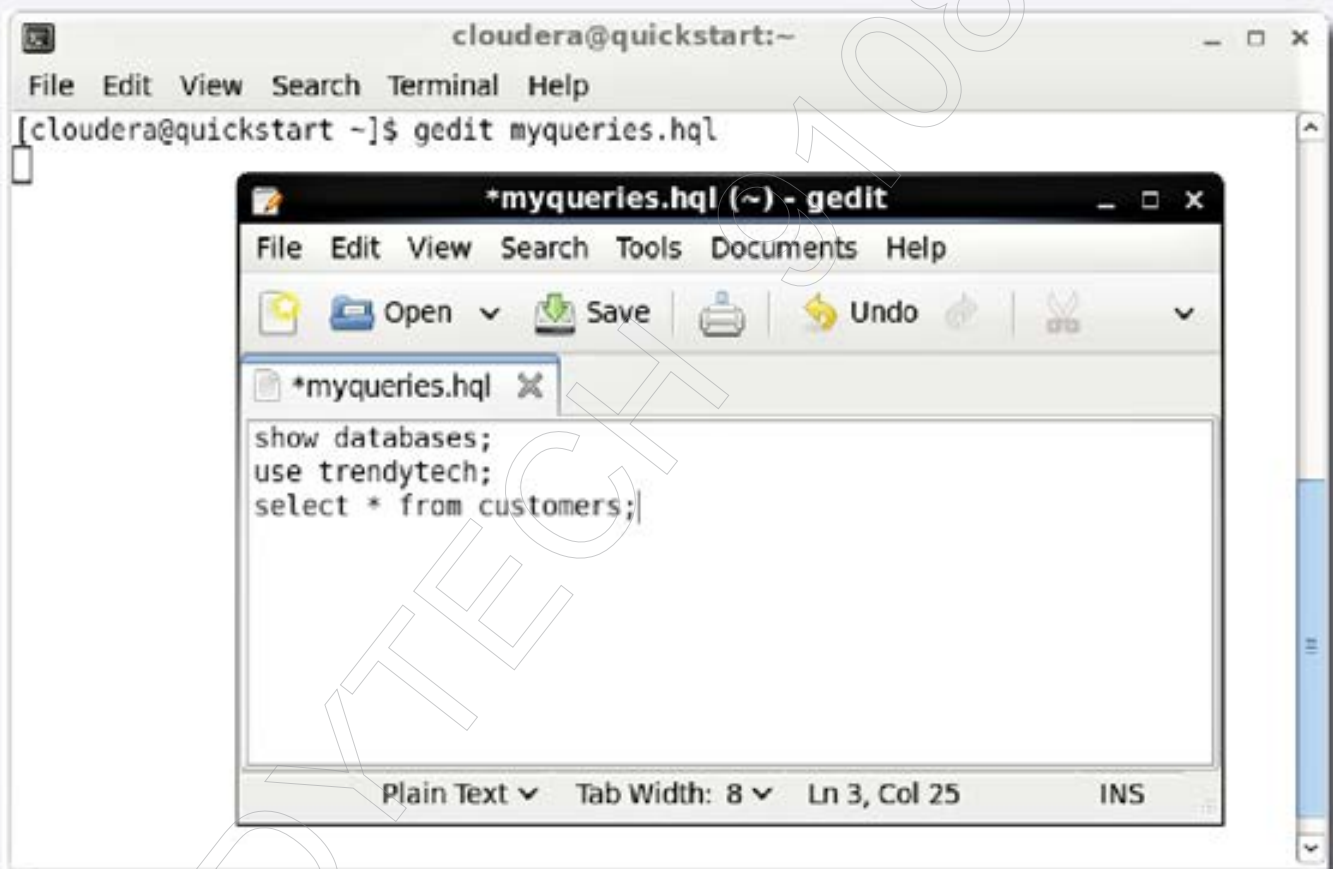 cloudera@quickstart:~
File Edit View Search Terminal Help
[cloudera@quickstart ~]$ gedit myqueries.hql
*myqueries.hql (~) - gedit
File Edit View Search Tools Documents Help
Open Save Undo
*myqueries.hql
show databases;
use trendytech;
select * from customers;
Plain Text Tab Width: 8 Ln 3, Col 25 INS
DYTECH 9108